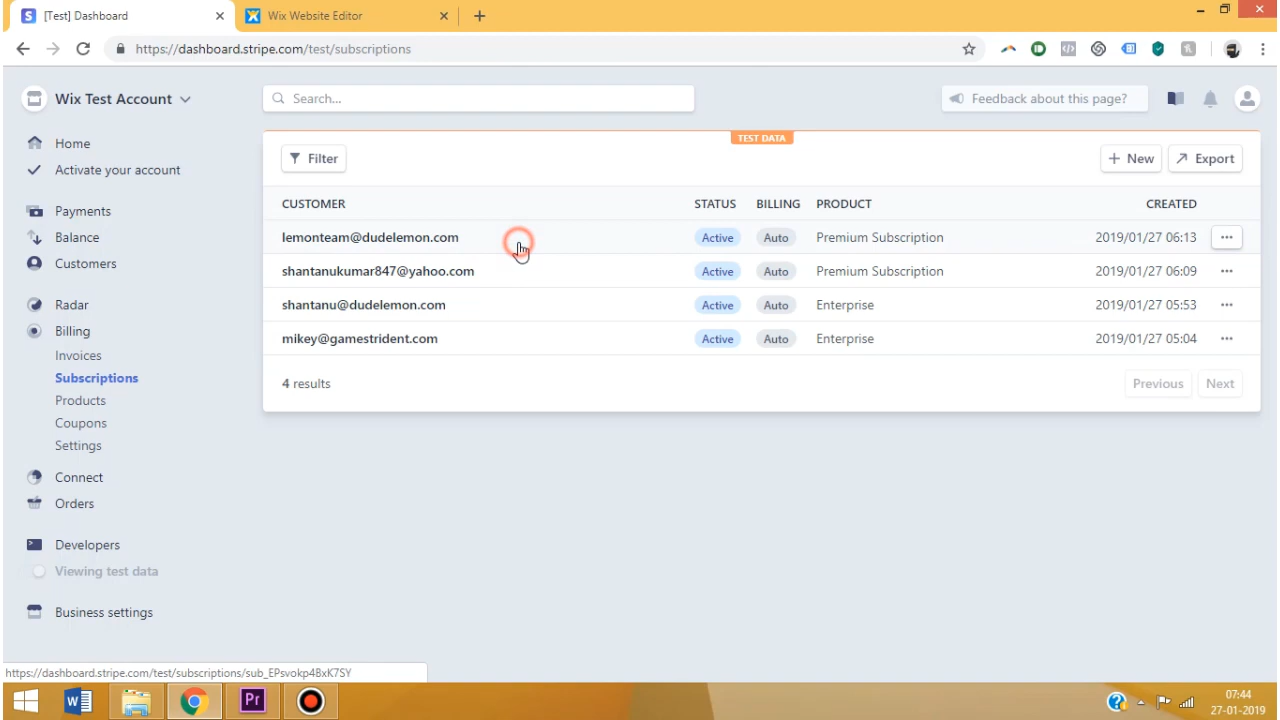 [Test] Dashboard
Wix Website Editor
https://dashboard.stripe.com/test/subscriptions
Wix Test Account
Search...
Feedback about this page?
Home
Activate your account
Payments
Balance
Customers
Radar
Billing
Invoices
Subscriptions
Products
Coupons
Settings
Connect
Orders
Developers
Viewing test data
Business settings
TEST DATA
Filter
+ New
Export
CUSTOMER STATUS BILLING PRODUCT CREATED
lemonteam@dudelemon.com Active Auto Premium Subscription 2019/01/27 06:13
shantanukumar847@yahoo.com Active Auto Premium Subscription 2019/01/27 06:09
shantanu@dudelemon.com Active Auto Enterprise 2019/01/27 05:53
mikey@gamestrident.com Active Auto Enterprise 2019/01/27 05:04
4 results
Previous Next
https://dashboard.stripe.com/test/subscriptions/sub_EPsvokp4BxK7SY
Pr
07:44
27-01-2019